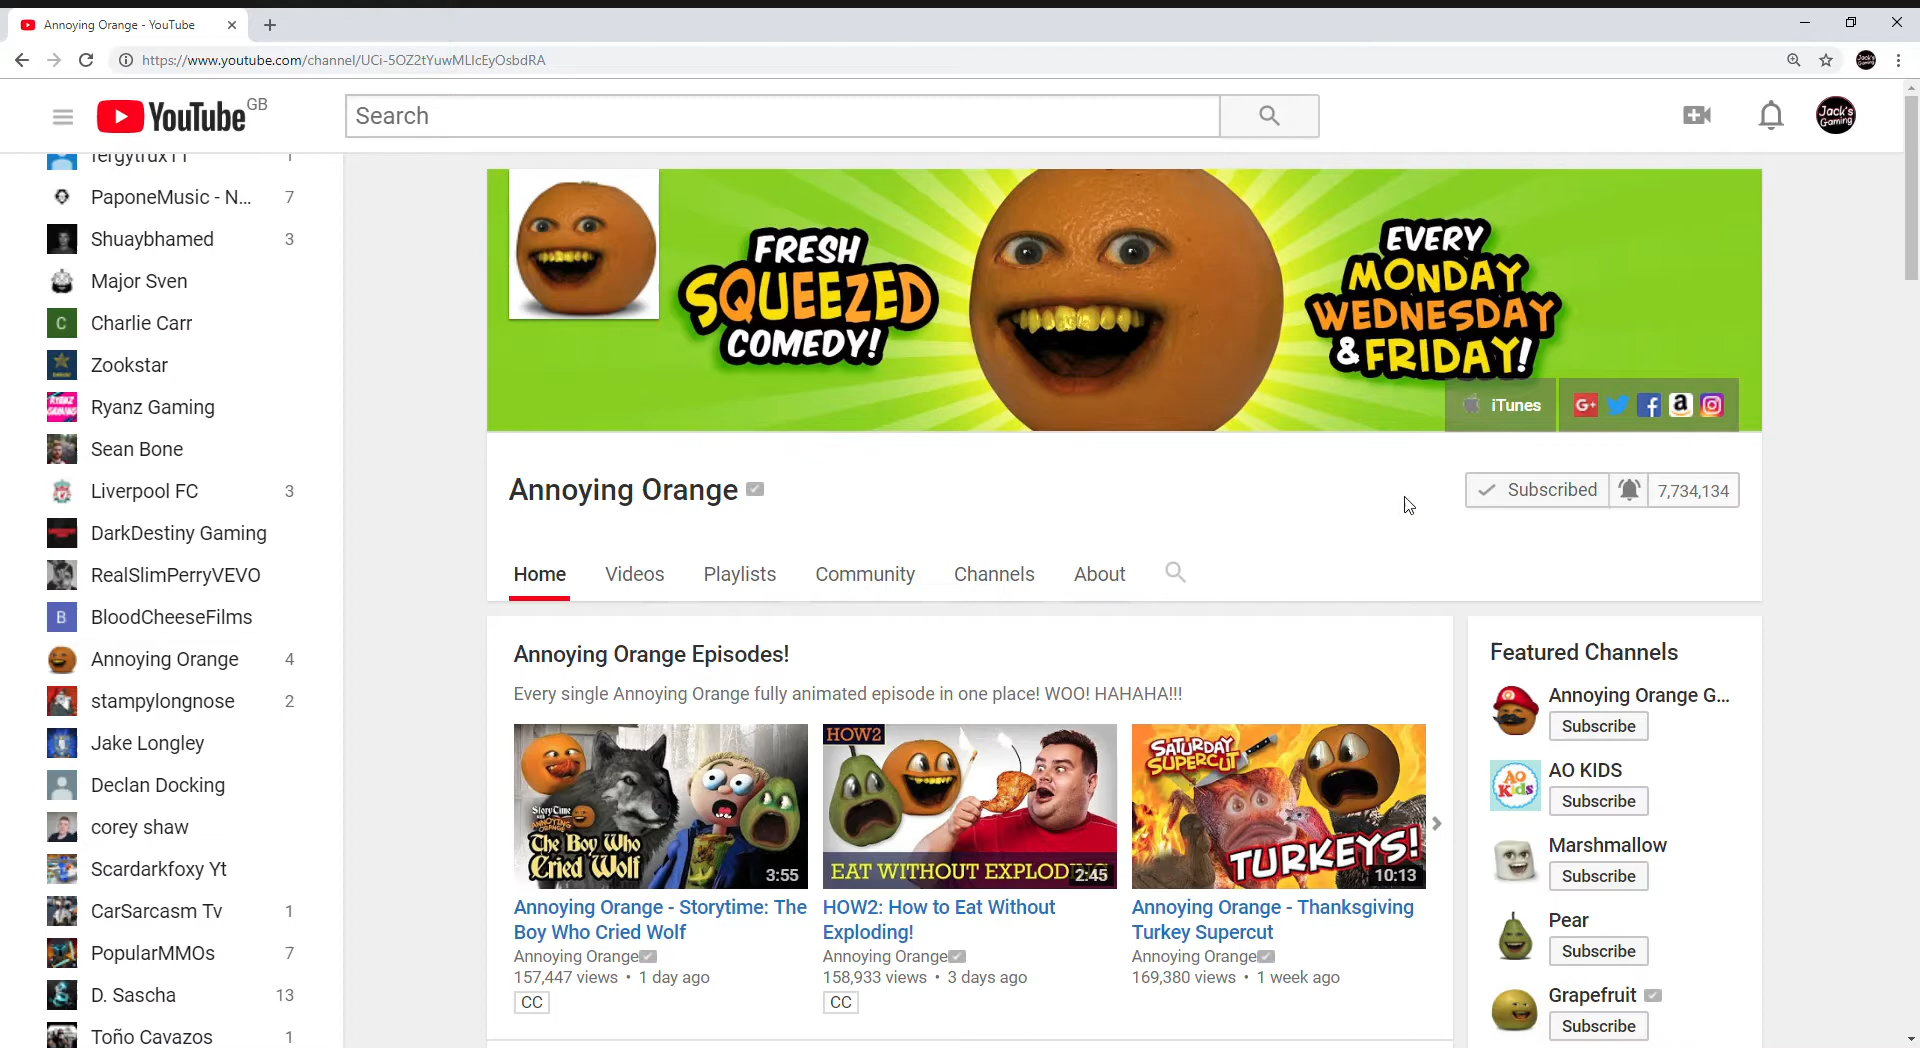 Annoying Orange - YouTube
https://www.youtube.com/channel/UCi-5OZ2tYuwMLIcEyOsbdRA
YouTube GB
Search
Jack's
Gaming
fergytrux11 1
PaponeMusic - N... 7
Shuaybhamed 3
Major Sven
C Charlie Carr
Zookstar
RYANZ GAMING Ryanz Gaming
Sean Bone
Liverpool FC 3
DarkDestiny Gaming
RealSlimPerryVEVO
B BloodCheeseFilms
Annoying Orange 4
stampylongnose 2
Jake Longley
Declan Docking
corey shaw
Scardarkfoxy Yt
CarSarcasm Tv 1
PopularMMOs 7
D. Sascha 13
Toño Cavazos 1
FRESH
SQUEEZED
COMEDY!
EVERY
MONDAY
WEDNESDAY
& FRIDAY!
iTunes G+ f a
Annoying Orange
Subscribed 7,734,134
Home Videos Playlists Community Channels About
Annoying Orange Episodes!
Every single Annoying Orange fully animated episode in one place! WOO! HAHAHA!!!
StoryTime
with
ANNOYING
ORANGE
The Boy Who
Cried Wolf
3:55
Annoying Orange - Storytime: The
Boy Who Cried Wolf
Annoying Orange
157,447 views • 1 day ago
CC
HOW2
EAT WITHOUT EXPLODING
2:45
HOW2: How to Eat Without
Exploding!
Annoying Orange
158,933 views • 3 days ago
CC
SATURDAY
SUPERCUT
TURKEYS!
10:13
Annoying Orange - Thanksgiving
Turkey Supercut
Annoying Orange
169,380 views • 1 week ago
Featured Channels
Annoying Orange G...
Subscribe
AO
Kids
AO KIDS
Subscribe
Marshmallow
Subscribe
Pear
Subscribe
Grapefruit
Subscribe